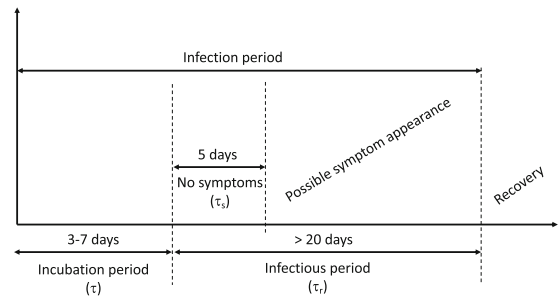 Infection period
5 days
No symptoms
(τs)
Possible symptom appearance
Recovery
3-7 days
Incubation period
(τ)
> 20 days
Infectious period
(τr)